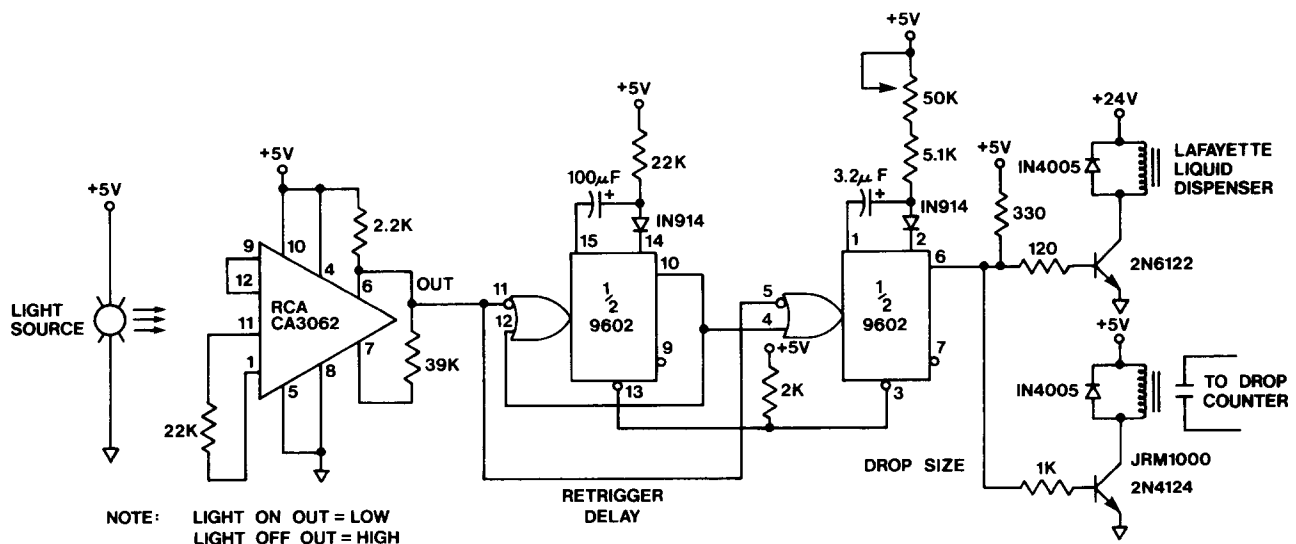 +5V
LIGHT
SOURCE
+5V
9
12
11
1
10
4
6
7
5
8
RCA
CA3062
2.2K
39K
22K
OUT
+5V
22K
100µF
+
IN914
15
14
11
12
10
1
2
9602
9
13
RETRIGGER
DELAY
+5V
50K
5.1K
3.2µF
+
IN914
1
2
5
4
6
1
2
9602
7
3
+5V
2K
DROP SIZE
+5V
330
120
+24V
IN4005
LAFAYETTE
LIQUID
DISPENSER
2N6122
+5V
IN4005
TO DROP
COUNTER
1K
JRM1000
2N4124
NOTE: LIGHT ON OUT = LOW
LIGHT OFF OUT = HIGH